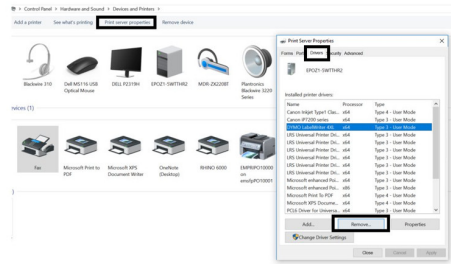 Control Panel > Hardware and Sound > Devices and Printers >
Add a printer See what's printing Print server properties Remove device
Blackwire 310
Dell MS116 USB Optical Mouse
DELL P2319H
EPOZ1-SWTTHR2
MDR-ZX220BT
Plantronics Blackwire 3220 Series
vices (1)
Fax
Microsoft Print to PDF
Microsoft XPS Document Writer
OneNote (Desktop)
RHINO 6000
EMPIPO10000 on
Print Server Properties
Forms Drivers Security Advanced
EPOZ1-SWTTHR2
Installed printer drivers:
Name Processor Type
Canon Inkjet Type1 Clas... x64 Type 4 - User Mode
Canon iP7200 series x64 Type 3 - User Mode
DYMO LabelWriter 4XL x64 Type 3 - User Mode
LRS Universal Printer Dri... x64 Type 3 - User Mode
LRS Universal Printer Dri... x64 Type 3 - User Mode
LRS Universal Printer Dri... x64 Type 3 - User Mode
LRS Universal Printer Dri... x64 Type 3 - User Mode
Microsoft enhanced Poi... x64 Type 3 - User Mode
Microsoft enhanced Poi... x86 Type 3 - User Mode
Microsoft Print To PDF x64 Type 4 - User Mode
Microsoft XPS Docume... x64 Type 4 - User Mode
PCL6 Driver for Universa... x64 Type 3 - User Mode
Add... Remove... Properties
Change Driver Settings
Close Cancel Apply